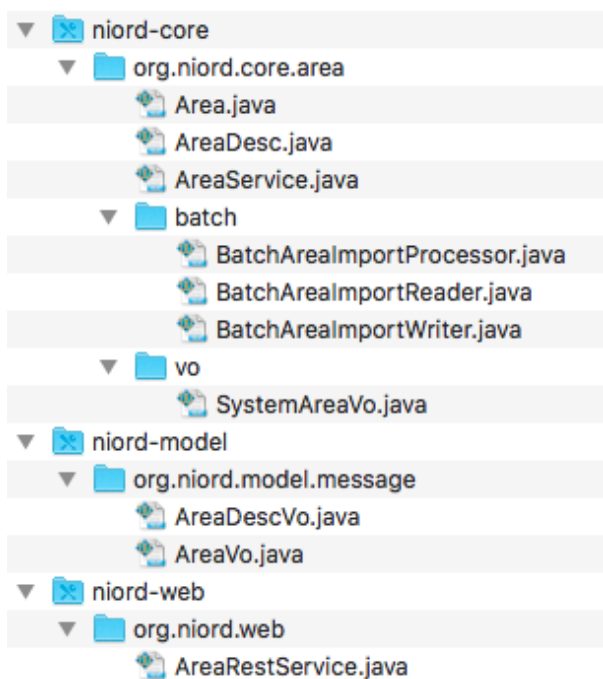 niord-core
org.niord.core.area
Area.java
AreaDesc.java
AreaService.java
batch
BatchAreaImportProcessor.java
BatchAreaImportReader.java
BatchAreaImportWriter.java
vo
SystemAreaVo.java
niord-model
org.niord.model.message
AreaDescVo.java
AreaVo.java
niord-web
org.niord.web
AreaRestService.java